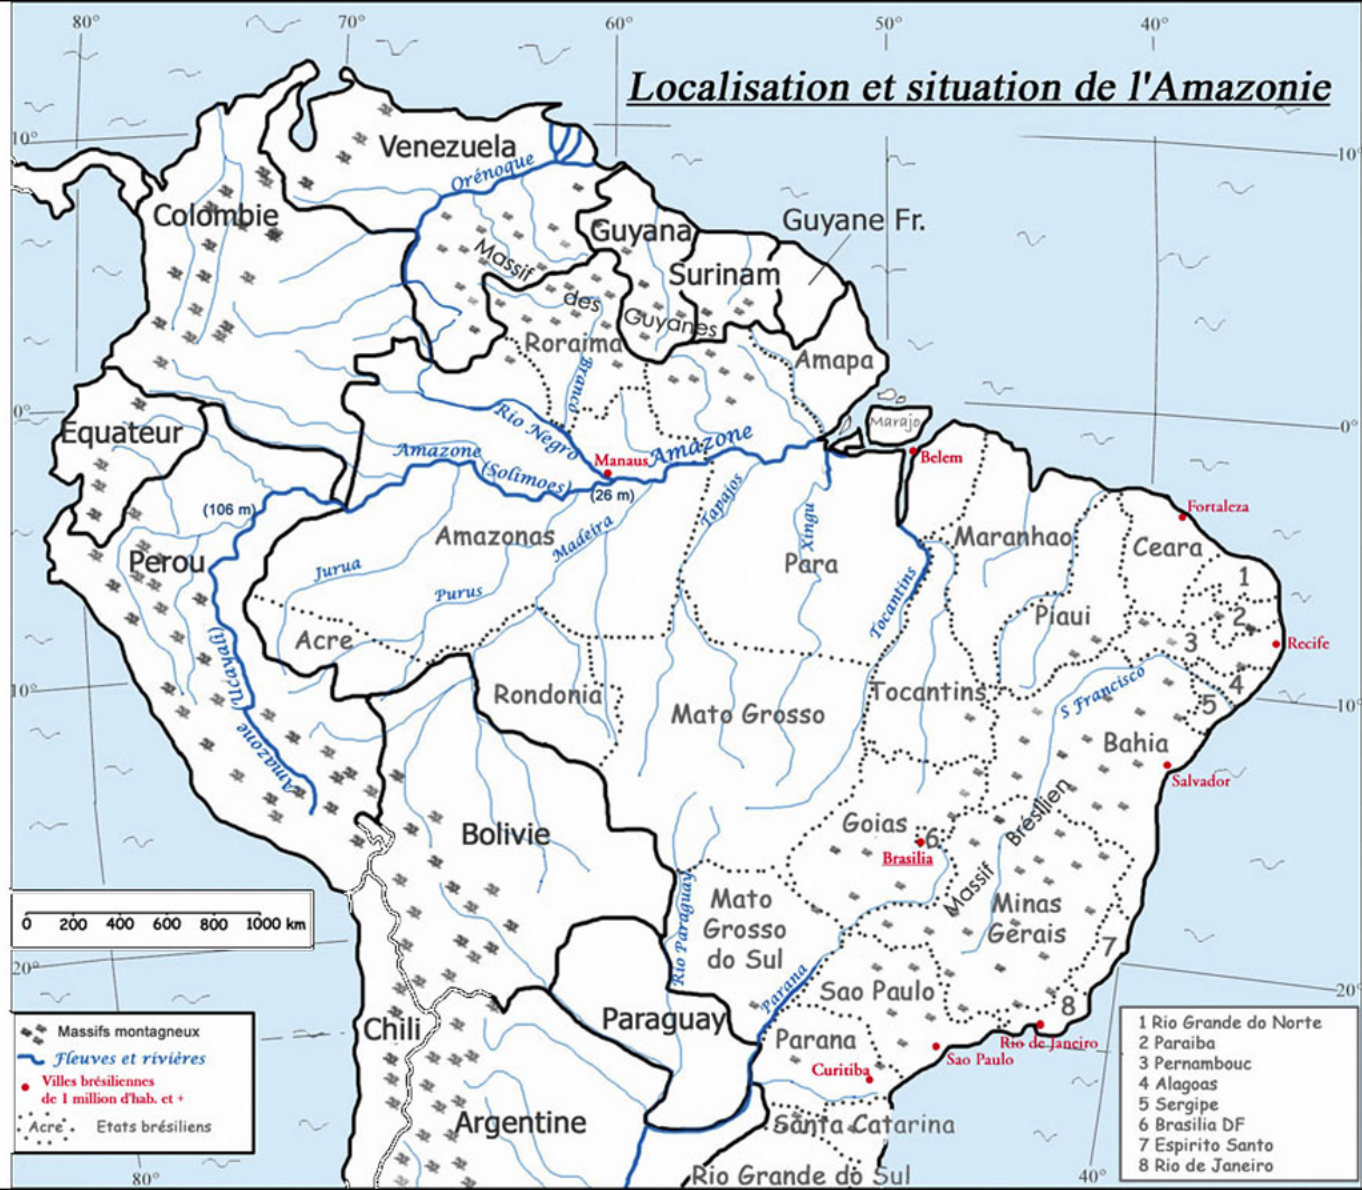 80°
70°
60°
50°
40°
Localisation et situation de l'Amazonie
10°
10°
Venezuela
Orénoque
Colombie
Guyana
Guyane Fr.
Surinam
Massif
des
Guyanes
Roraima
Branco
Amapa
0°
0°
Equateur
Rio Negro
Marajo
Amazone
(Solimoes)
Manaus
Amazone
Belem
(26 m)
(106 m)
Tapajos
Xingu
Fortaleza
Amazonas
Madeira
Maranhao
Ceara
Perou
Jurua
Para
1
Purus
Tocantins
Piaui
2
Acre
3
Recife
(Ucayali)
10°
Rondonia
Tocantins
S Francisco
4
5
10°
Mato Grosso
Amazone
Bahia
Salvador
Bolivie
Goias
6
Brasilia
Massif
Brésilien
Rio Paraguay
Mato
Grosso
do Sul
Minas
Gerais
7
0 200 400 600 800 1000 km
20°
20°
Parana
Sao Paulo
8
Chili
Paraguay
Parana
Rio de Janeiro
Sao Paulo
Curitiba
Argentine
Santa Catarina
Rio Grande do Sul
80°
40°
Massifs montagneux
Fleuves et rivières
Villes brésiliennes
de 1 million d'hab. et +
Acre Etats brésiliens
1 Rio Grande do Norte
2 Paraiba
3 Pernambouc
4 Alagoas
5 Sergipe
6 Brasilia DF
7 Espirito Santo
8 Rio de Janeiro